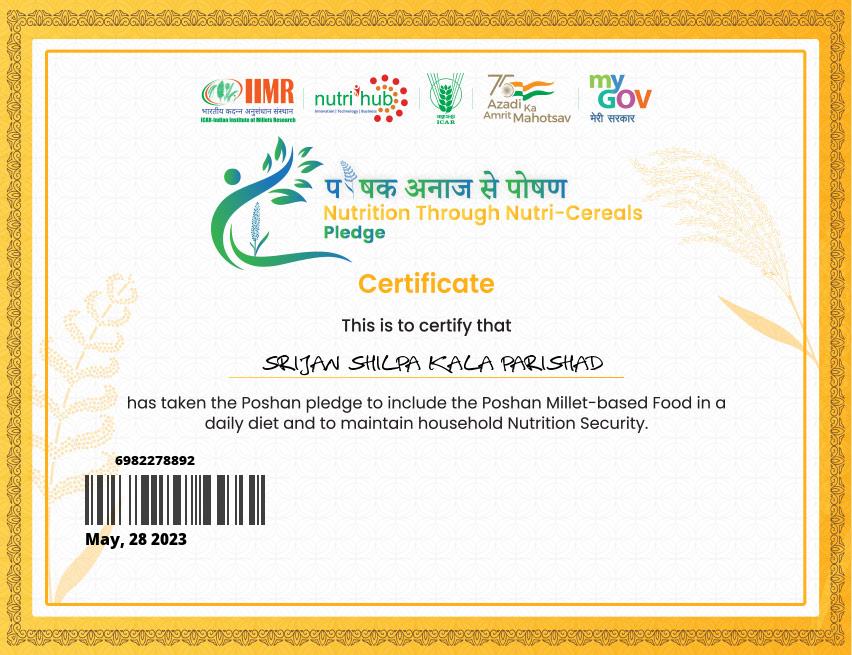 IIMR
भारतीय कदन्न अनुसंधान संस्थान
ICAR-Indian Institute of Millets Research
nutri hub
Innovation | Technology | Business
ICAR
75
Azadi Ka
Amrit Mahotsav
my
GOV
मेरी सरकार
पोषक अनाज से पोषण
Nutrition Through Nutri-Cereals
Pledge
Certificate
This is to certify that
SRIJAN SHILPA KALA PARISHAD
has taken the Poshan pledge to include the Poshan Millet-based Food in a
daily diet and to maintain household Nutrition Security.
6982278892
May, 28 2023